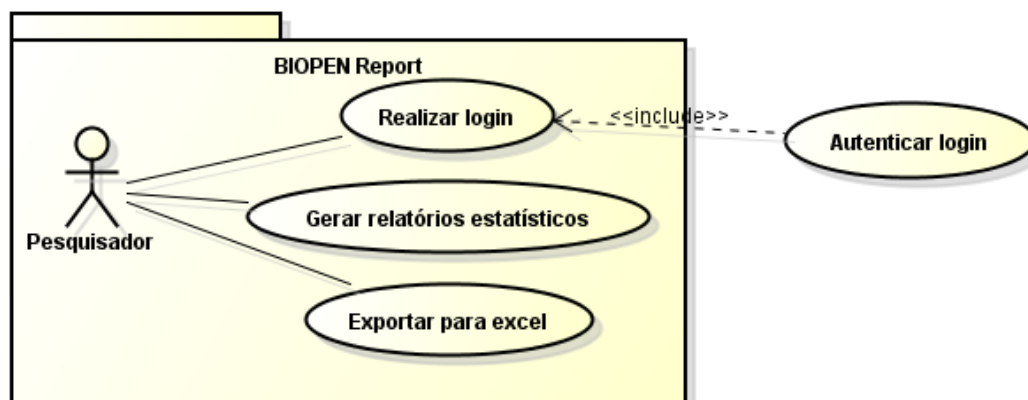 BIOPEN Report
Realizar login
<<include>>
Autenticar login
Gerar relatórios estatísticos
Pesquisador
Exportar para excel